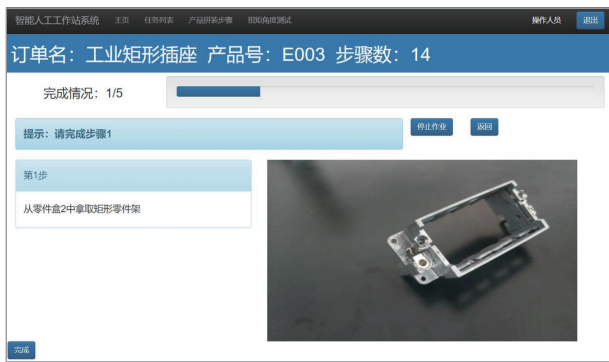 智能人工工作站系统 主页 任务列表 产品拼装步骤 扭矩角度测试 操作人员 退出
订单名：工业矩形插座 产品号：E003 步骤数：14
完成情况：1/5
提示：请完成步骤1 停止作业 返回
第1步
从零件盒2中拿取矩形零件架
完成